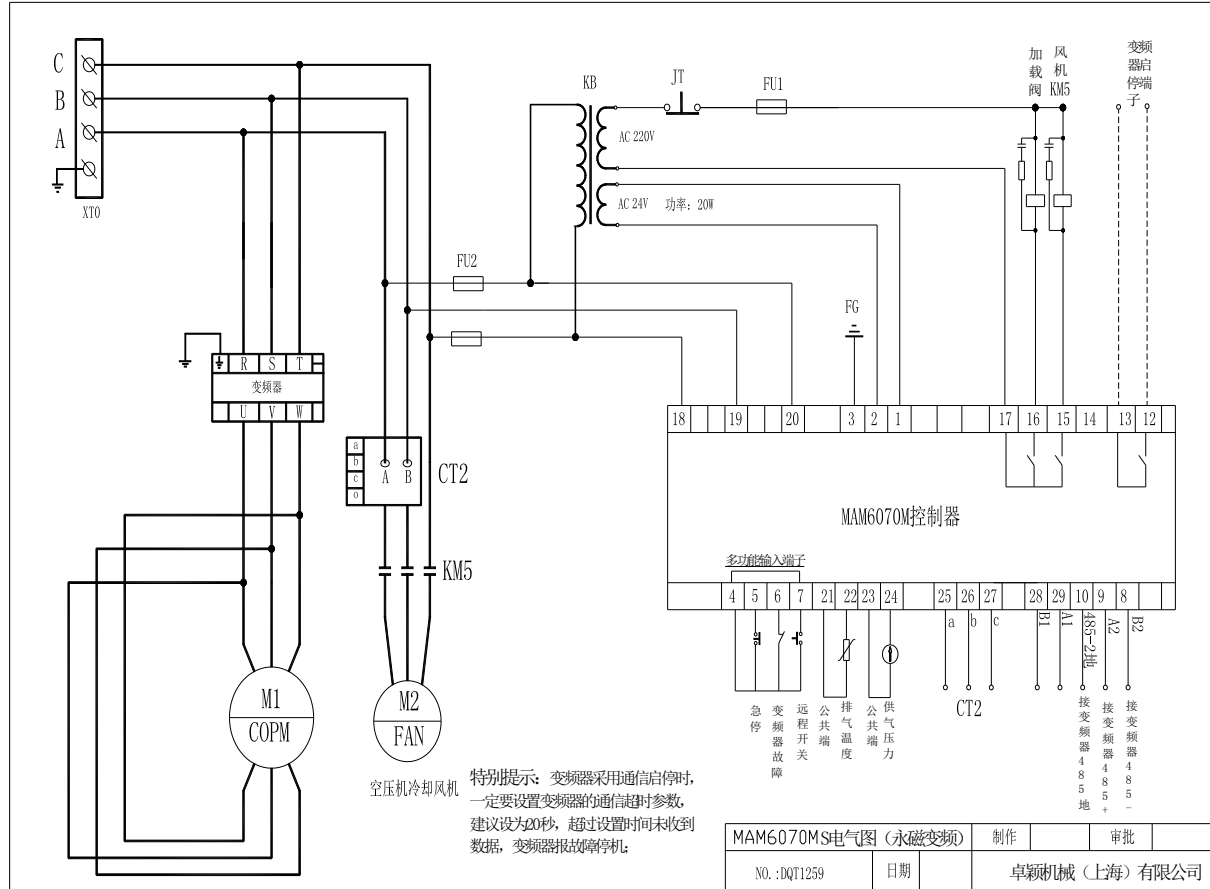 C
B
A
XT0
KB
JT
FU1
AC 220V
AC 24V 功率：20W
加载阀
风机KM5
变频器启停端子
FU2
FG
R S T
变频器
U V W
a
b
c
o
A B
CT2
KM5
18 19 20 3 2 1 17 16 15 14 13 12
MAM6070M控制器
多功能输入端子
4 5 6 7 21 22 23 24 25 26 27 28 29 10 9 8
a b c B1 A1 485-2地 A2 B2
CT2
急停
变频器故障
远程开关
公共端
排气温度
公共端
供气压力
接变频器485地
接变频器485+
接变频器485-
M1
COPM
M2
FAN
空压机冷却风机
特别提示：变频器采用通信启停时，
一定要设置变频器的通信超时参数，
建议设为20秒，超过设置时间未收到
数据，变频器报故障停机；
MAM6070MS电气图（永磁变频） 制作 审批
NO.:DQT1259 日期 卓颖机械（上海）有限公司